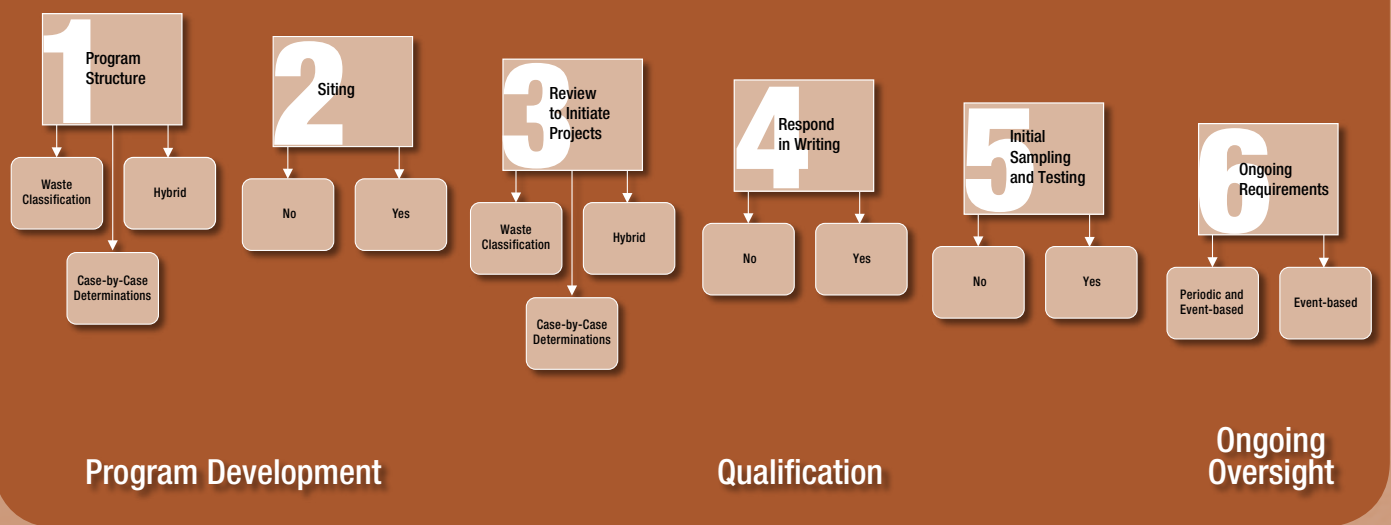 1
Program
Structure
Waste
Classification
Hybrid
Case-by-Case
Determinations
2
Siting
No
Yes
3
Review
to Initiate
Projects
Waste
Classification
Hybrid
Case-by-Case
Determinations
4
Respond
in Writing
No
Yes
5
Initial
Sampling
and Testing
No
Yes
6
Ongoing
Requirements
Periodic and
Event-based
Event-based
Program Development
Qualification
Ongoing
Oversight